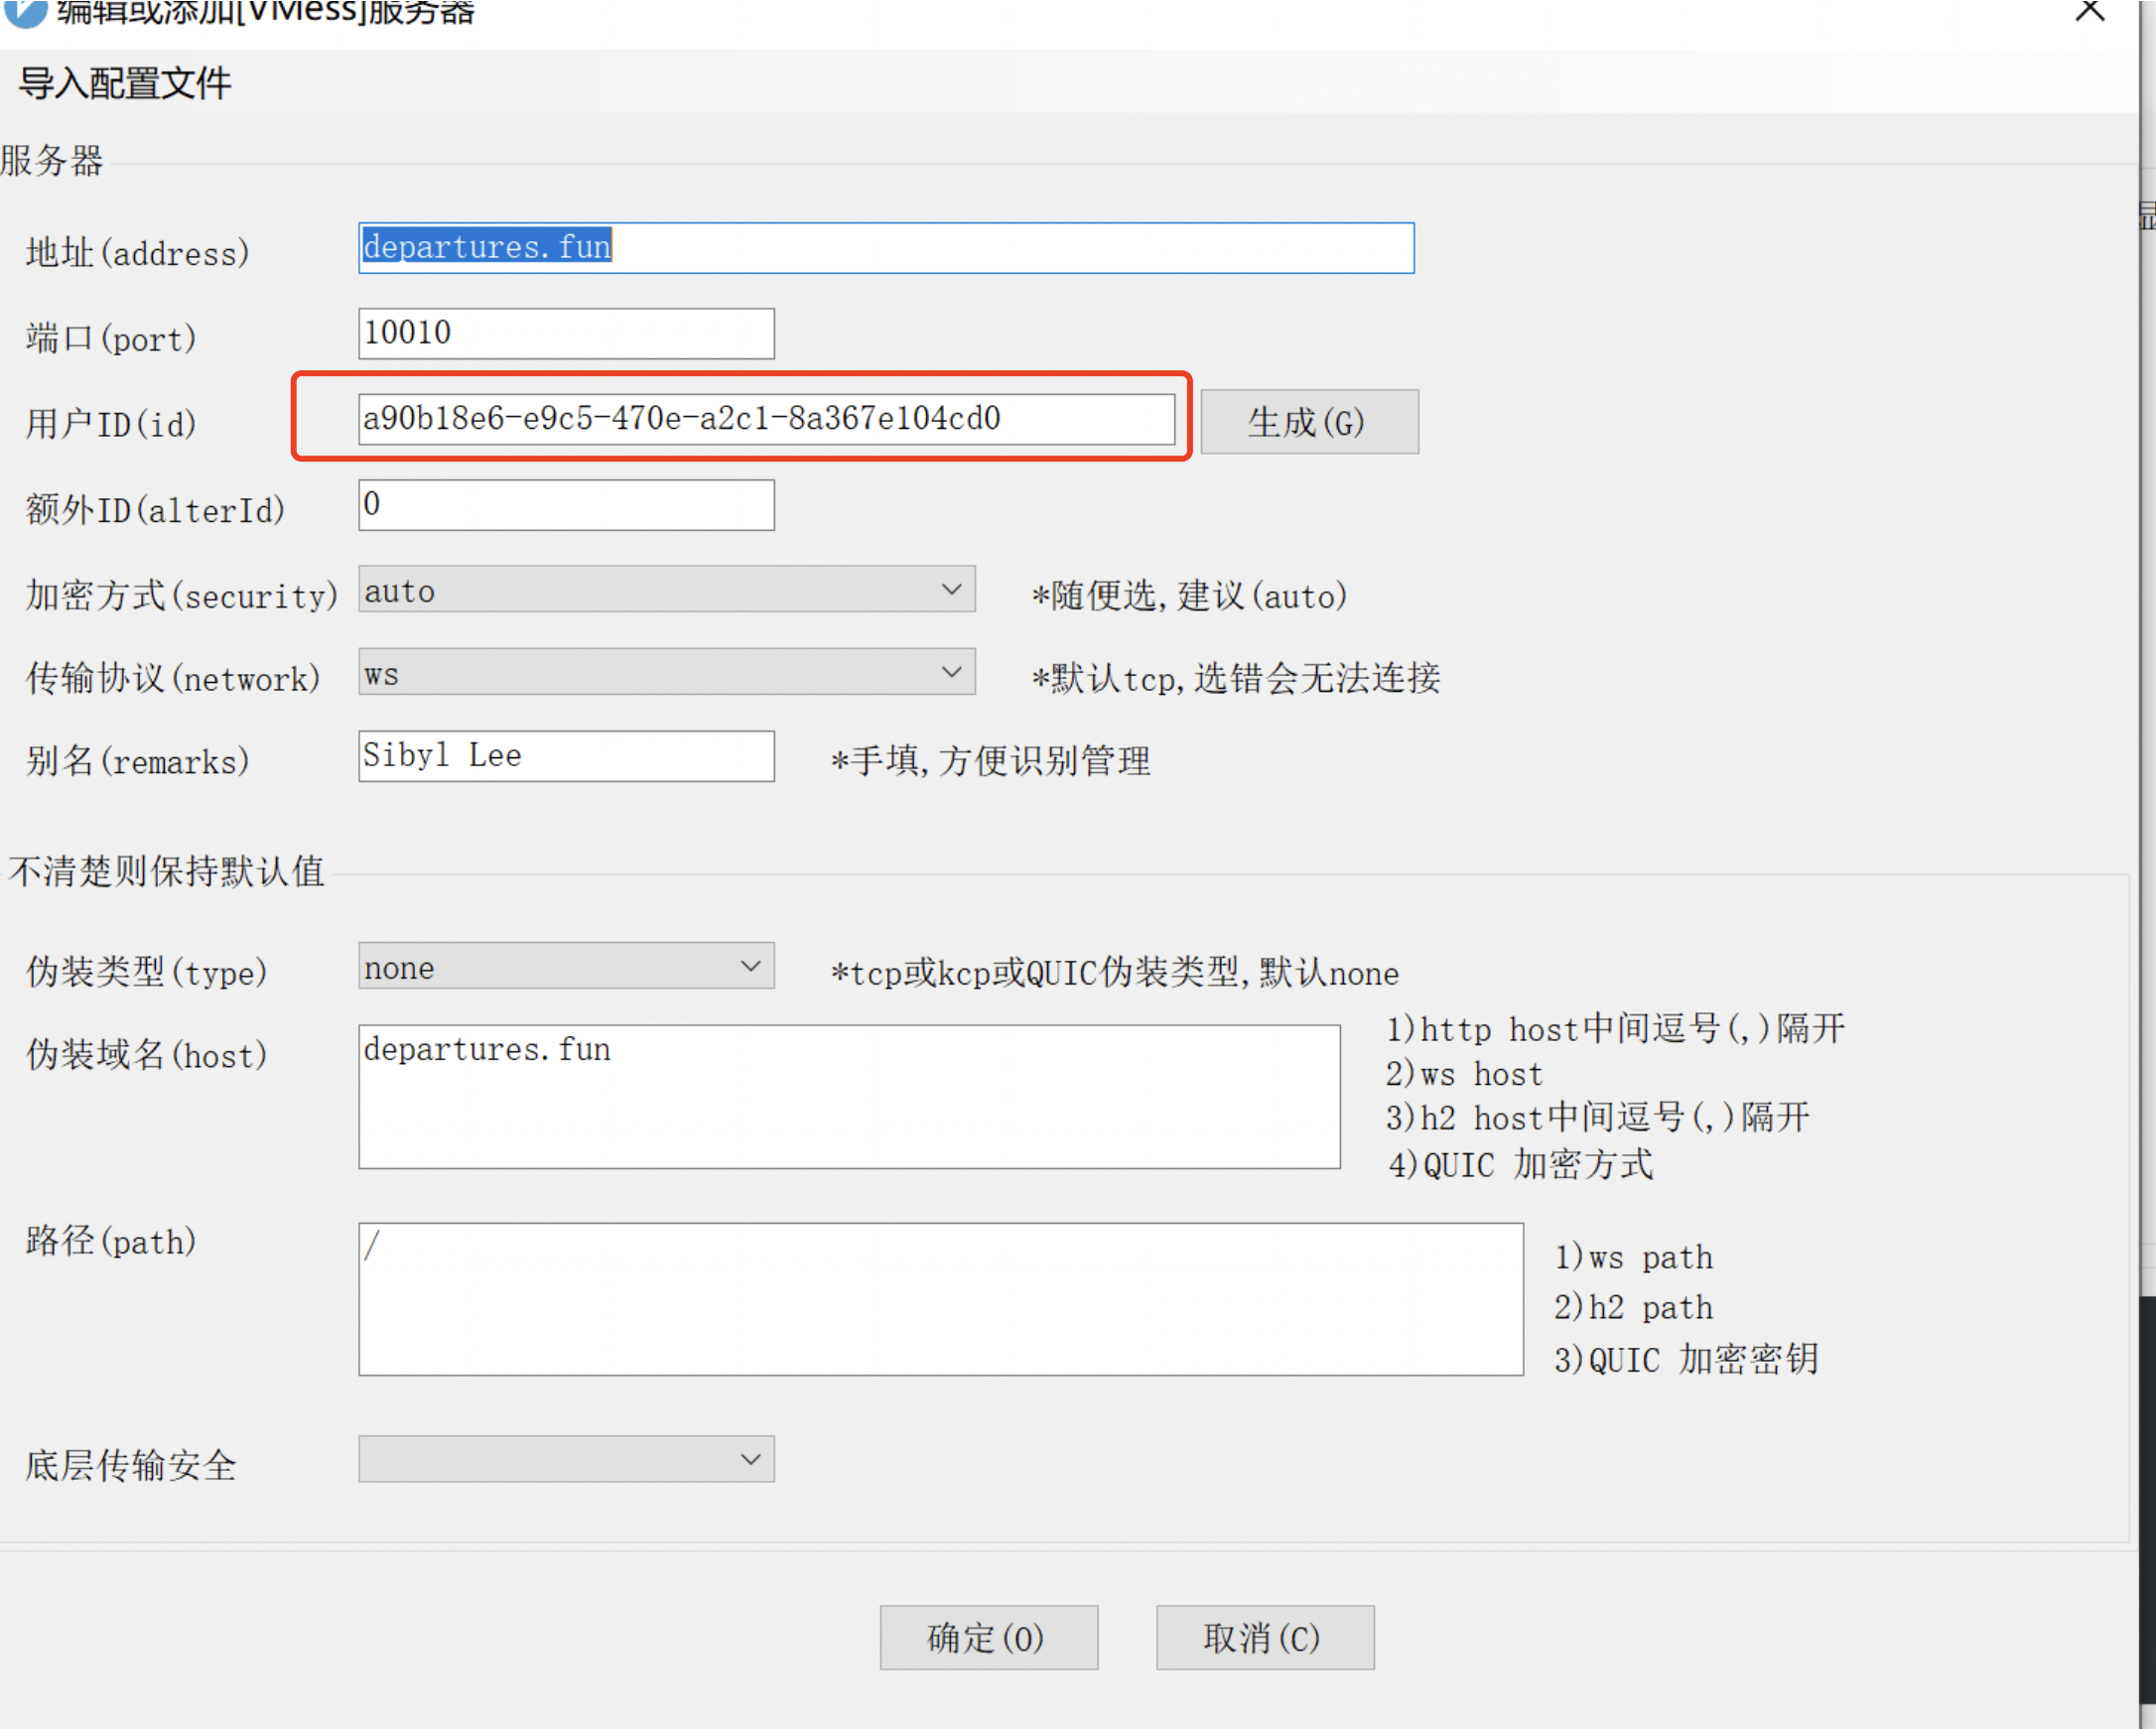 编辑或添加[VMess]服务器
导入配置文件
服务器
地址(address) departures.fun
端口(port) 10010
用户ID(id) a90b18e6-e9c5-470e-a2c1-8a367e104cd0 生成(G)
额外ID(alterId) 0
加密方式(security) auto *随便选,建议(auto)
传输协议(network) ws *默认tcp,选错会无法连接
别名(remarks) Sibyl Lee *手填,方便识别管理
不清楚则保持默认值
伪装类型(type) none *tcp或kcp或QUIC伪装类型,默认none
伪装域名(host) departures.fun
1)http host中间逗号(,)隔开
2)ws host
3)h2 host中间逗号(,)隔开
4)QUIC 加密方式
路径(path) /
1)ws path
2)h2 path
3)QUIC 加密密钥
底层传输安全
确定(O) 取消(C)